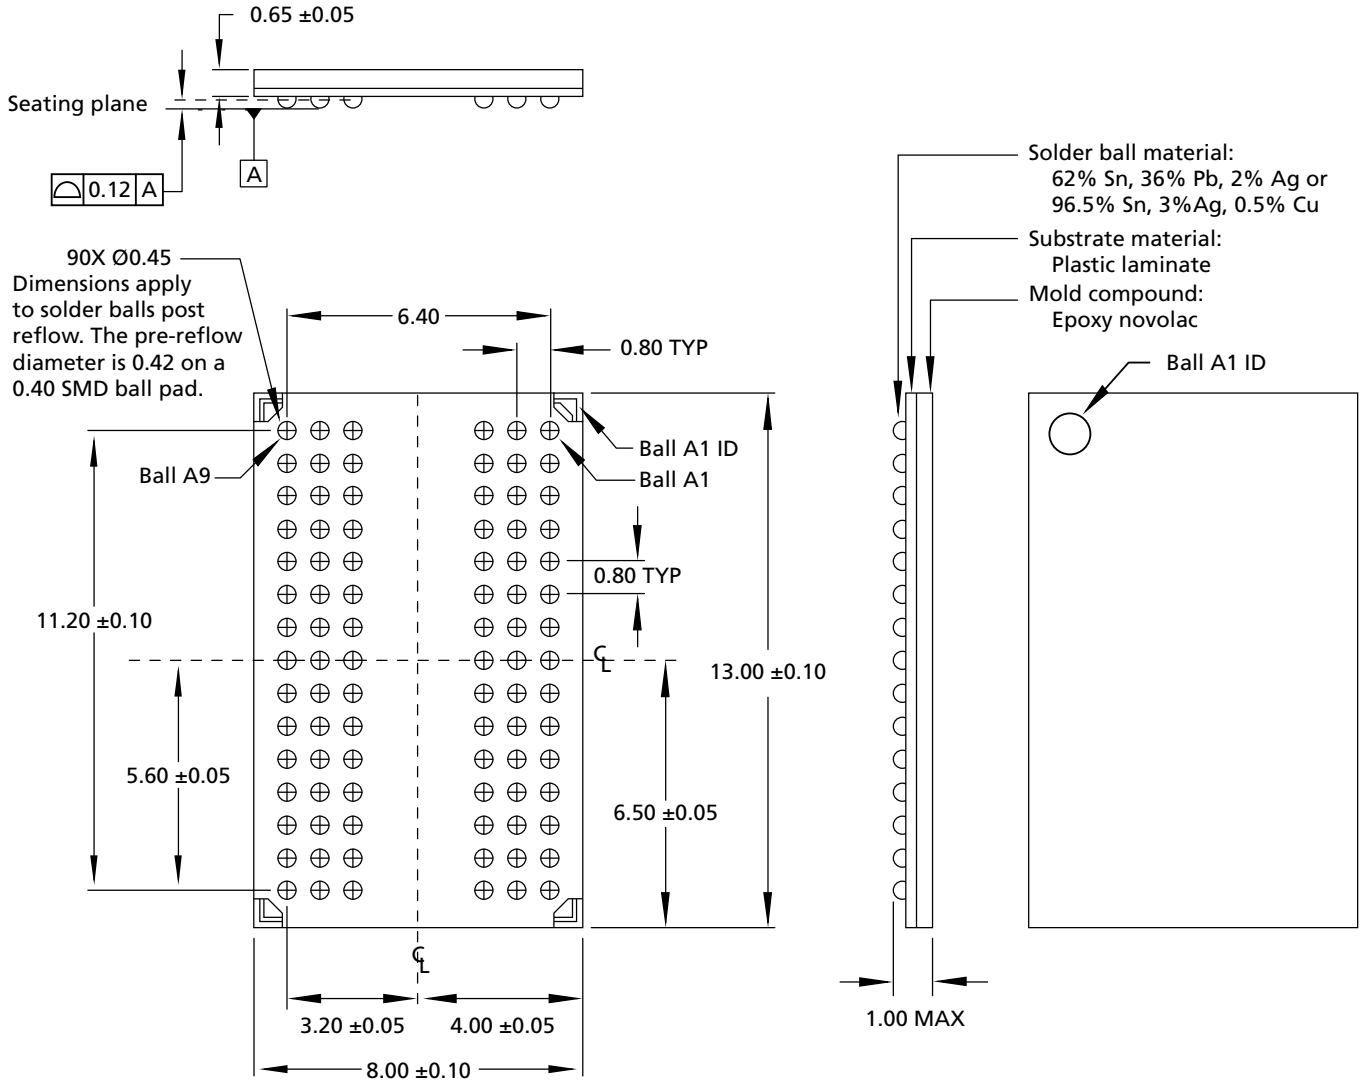 0.65 ±0.05
Seating plane
A
0.12 A
Solder ball material:
62% Sn, 36% Pb, 2% Ag or
96.5% Sn, 3%Ag, 0.5% Cu
Substrate material:
Plastic laminate
Mold compound:
Epoxy novolac
90X Ø0.45
Dimensions apply
to solder balls post
reflow. The pre-reflow
diameter is 0.42 on a
0.40 SMD ball pad.
6.40
0.80 TYP
Ball A1 ID
Ball A9
Ball A1 ID
Ball A1
0.80 TYP
11.20 ±0.10
CL
13.00 ±0.10
5.60 ±0.05
6.50 ±0.05
CL
3.20 ±0.05
4.00 ±0.05
1.00 MAX
8.00 ±0.10